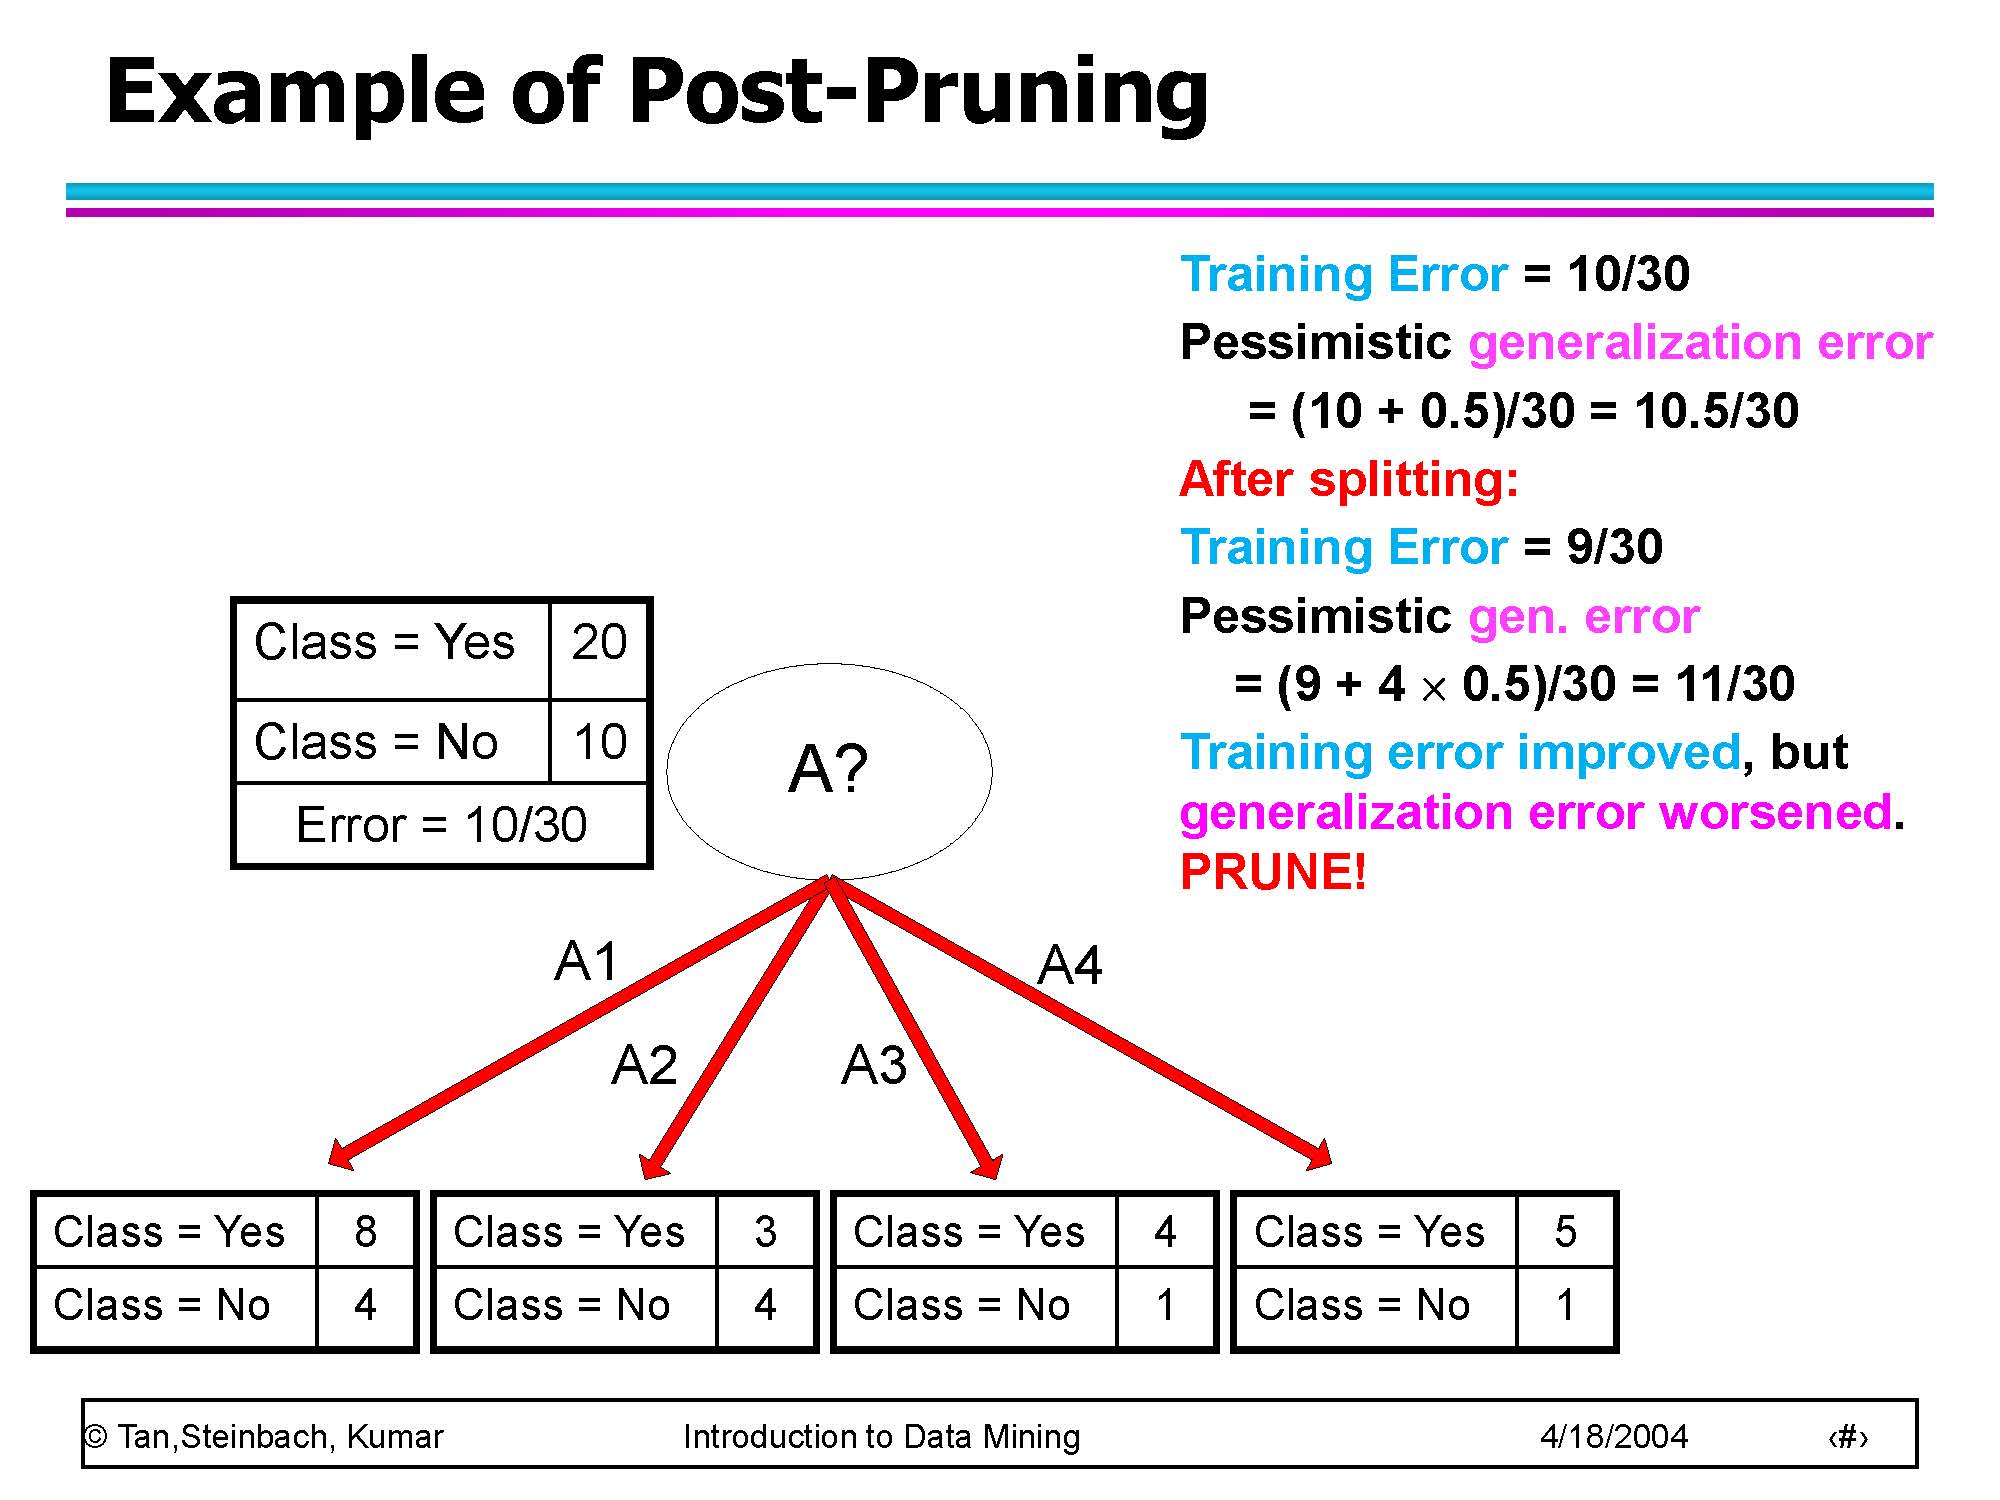 Example of Post-Pruning
Training Error = 10/30
Pessimistic generalization error
= (10 + 0.5)/30 = 10.5/30
After splitting:
Training Error = 9/30
Pessimistic gen. error
= (9 + 4 × 0.5)/30 = 11/30
Training error improved, but
generalization error worsened.
PRUNE!
Class = Yes 20
Class = No 10
Error = 10/30
A?
A1
A4
A2
A3
Class = Yes 8
Class = No 4
Class = Yes 3
Class = No 4
Class = Yes 4
Class = No 1
Class = Yes 5
Class = No 1
© Tan,Steinbach, Kumar Introduction to Data Mining 4/18/2004 ‹#›